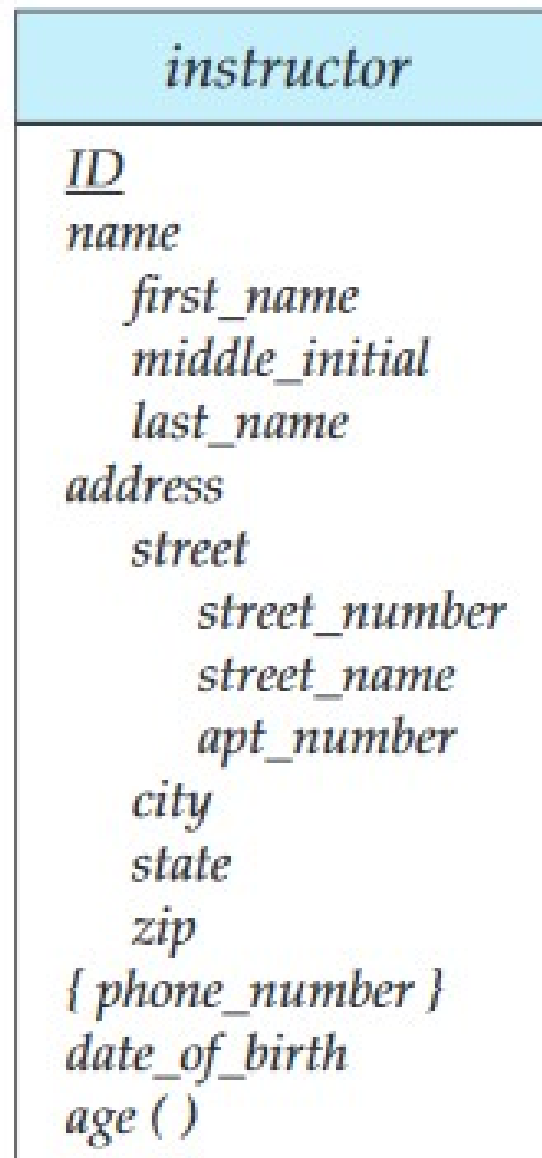 instructor
ID
name
first_name
middle_initial
last_name
address
street
street_number
street_name
apt_number
city
state
zip
{ phone_number }
date_of_birth
age ( )